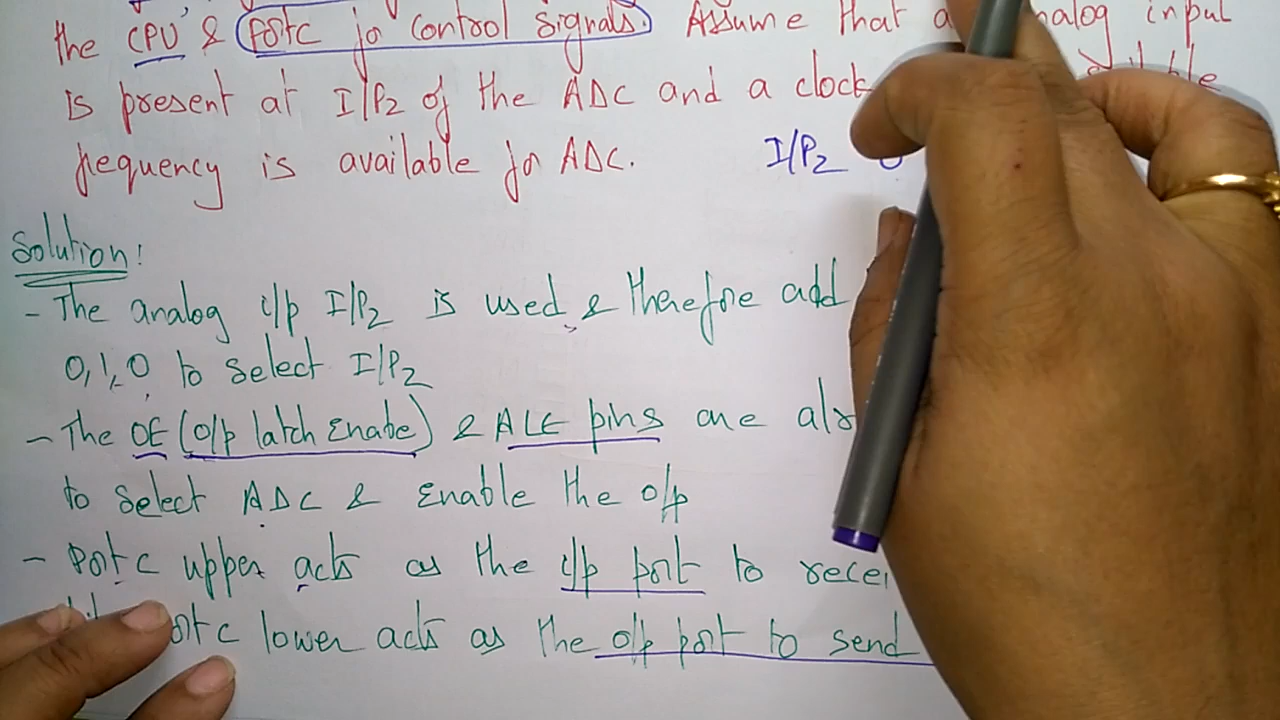 the CPU & Portc for control signals. Assume that analog input
is present at I/P2 of the ADC and a clock
frequency is available for ADC. I/P2
Solution:
- The analog i/p I/P2 is used & therefore add
0,1,0 to select I/P2
- The OE (o/p latch Enabe) & ALE pins are
to select ADC & Enable the o/p
- Port c upper acts as the i/p port to
lower acts as the o/p port to send